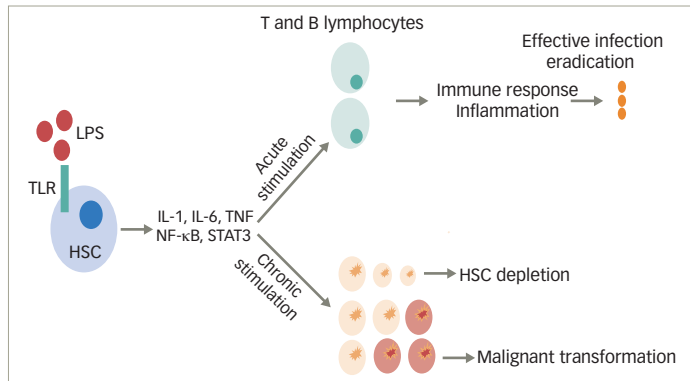 T and B lymphocytes
Effective infection
eradication?
LPS
TLR
HSC
IL-1, IL-6, TNF
NF-κB, STAT3
Acute
stimulation
Immune response
Inflammation
Chronic
stimulation
HSC depletion
Malignant transformation